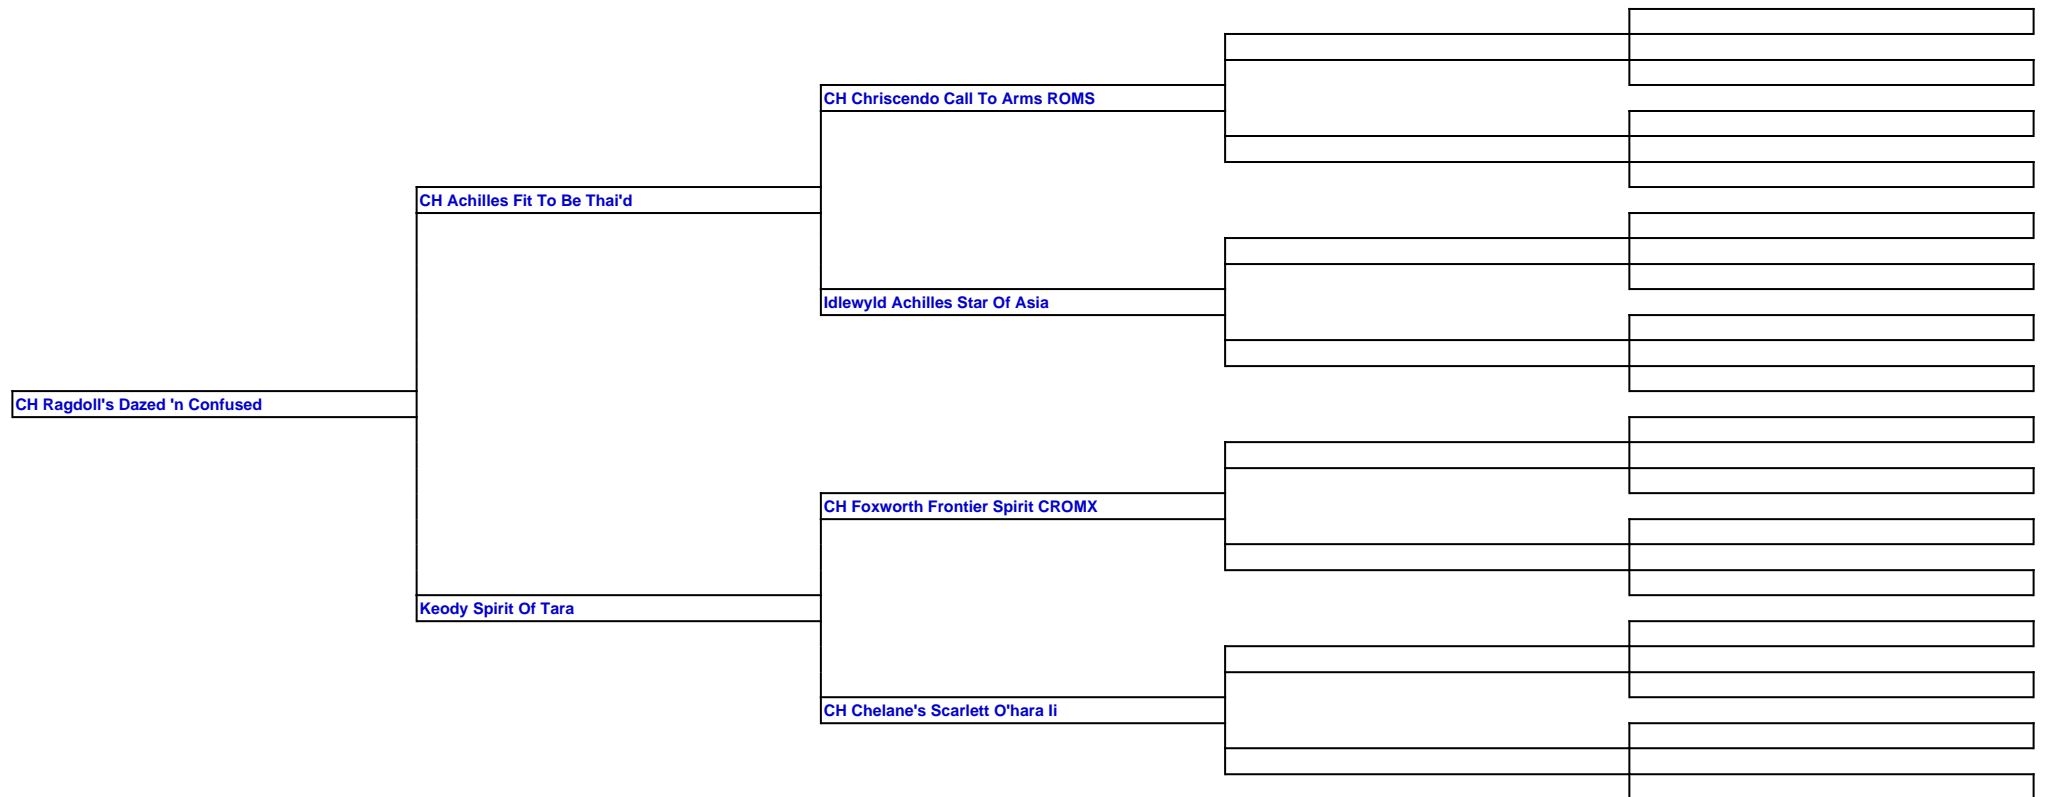 CH Chriscendo Call To Arms ROMS
CH Achilles Fit To Be Thai'd
Idlewyld Achilles Star Of Asia
CH Ragdoll's Dazed 'n Confused
CH Foxworth Frontier Spirit CROMX
Keody Spirit Of Tara
CH Chelane's Scarlett O'hara Ii